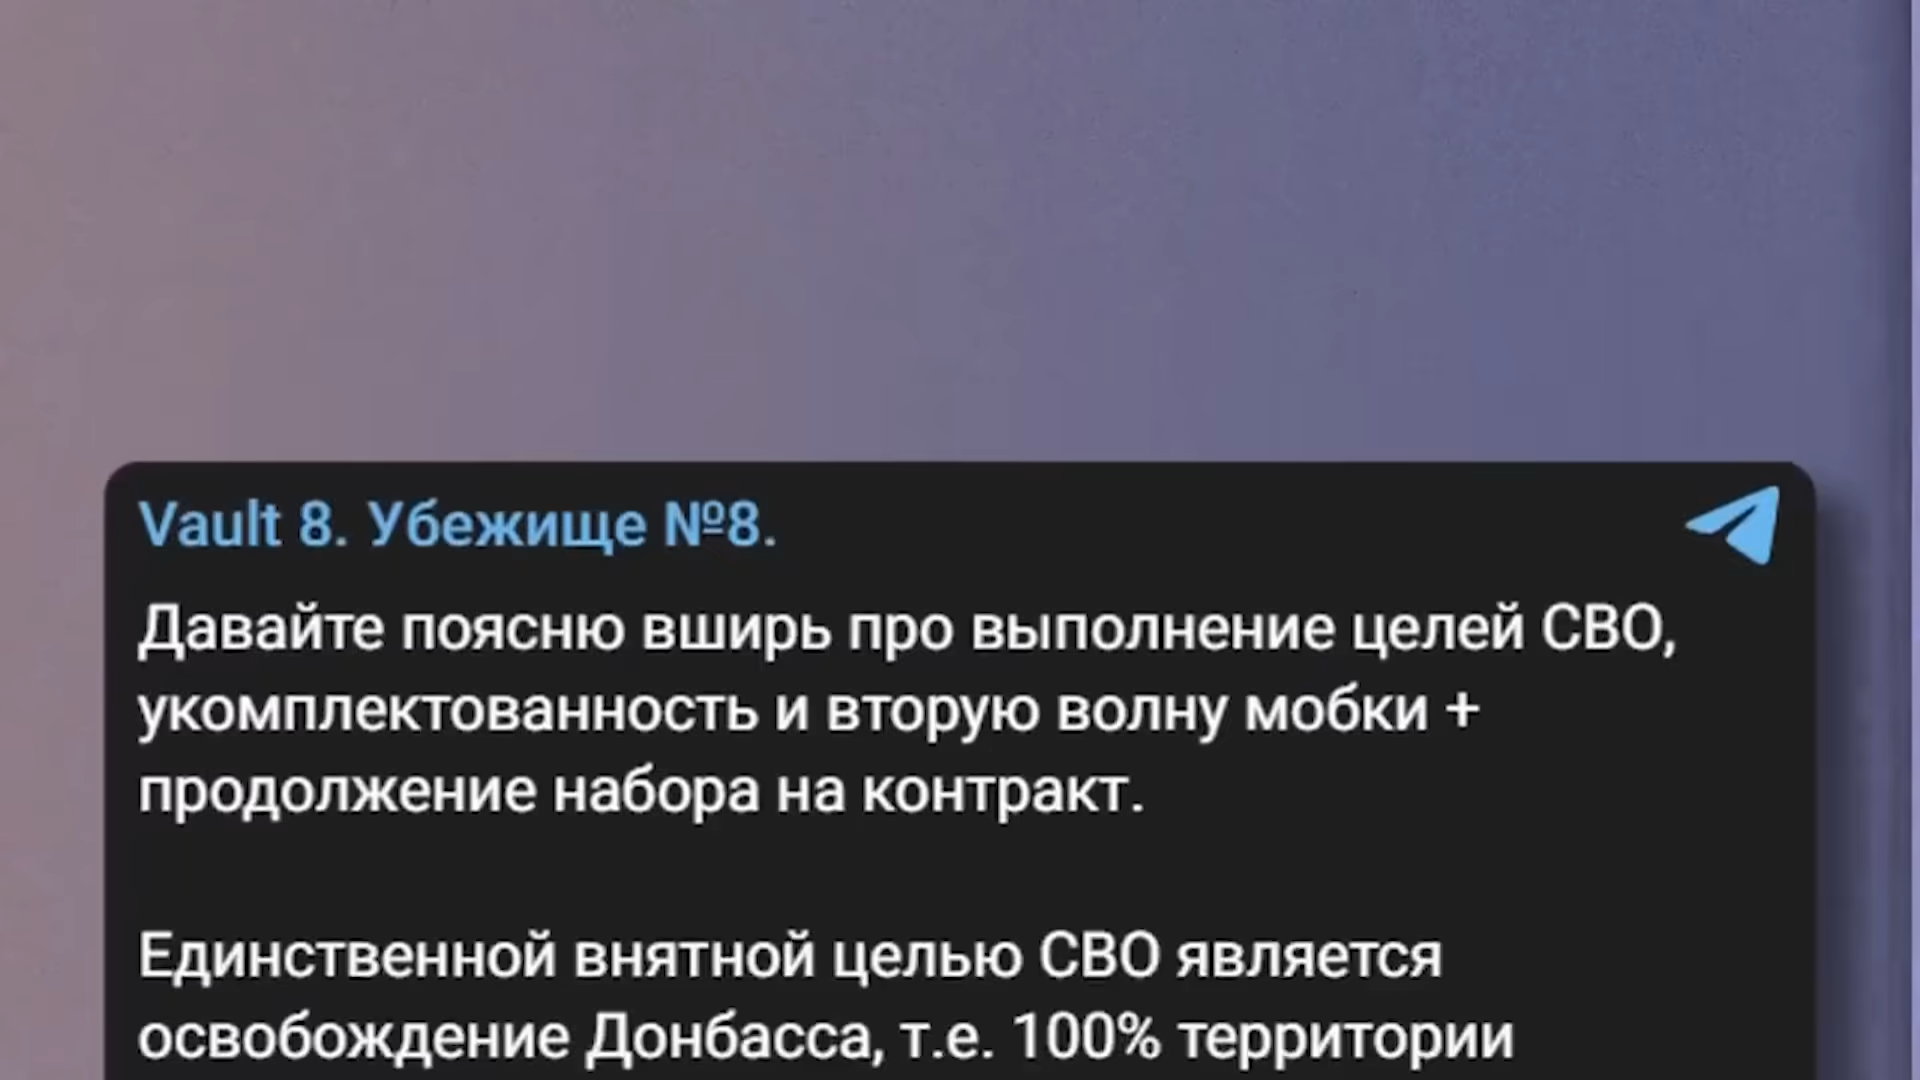 Vault 8. Убежище №8.
Давайте поясню вширь про выполнение целей СВО,
укомплектованность и вторую волну мобки +
продолжение набора на контракт.
Единственной внятной целью СВО является
освобождение Донбасса, т.е. 100% территории